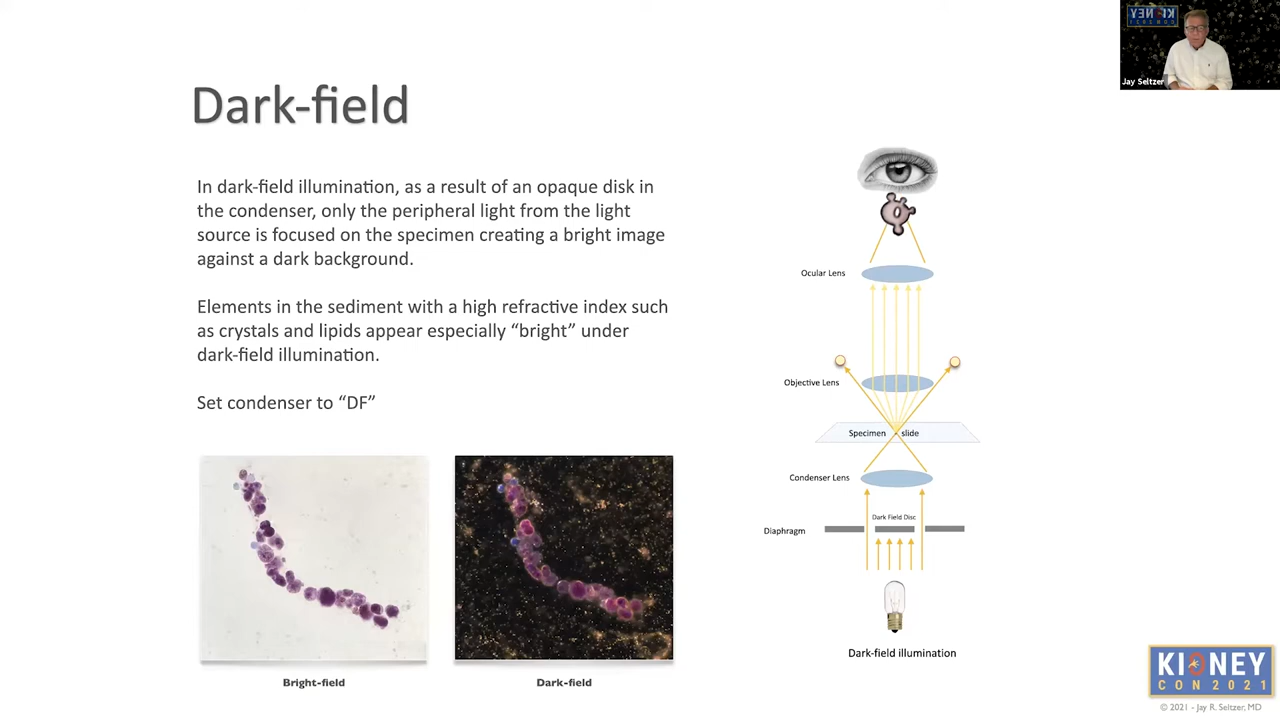 Dark-field
In dark-field illumination, as a result of an opaque disk in
the condenser, only the peripheral light from the light
source is focused on the specimen creating a bright image
against a dark background.
Elements in the sediment with a high refractive index such
as crystals and lipids appear especially “bright” under
dark-field illumination.
Set condenser to “DF”
Bright-field
Dark-field
Ocular Lens
Objective Lens
Specimen slide
Condenser Lens
Dark Field Disc
Diaphragm
Dark-field illumination
KIDNEY
CON 2021
Jay Seltzer
KIDNEY
CON 2021
© 2021 - Jay R. Seltzer, MD